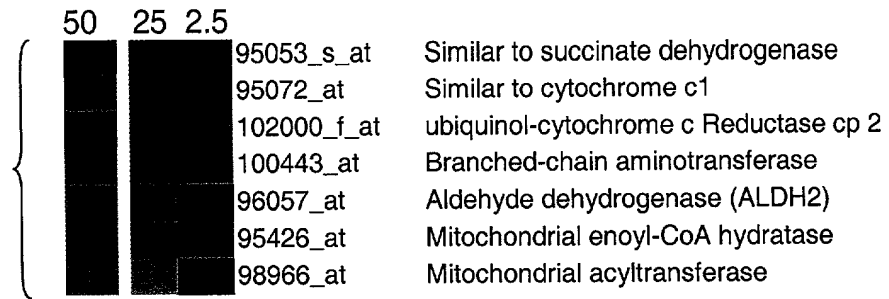 50 25 2.5
95053_s_at Similar to succinate dehydrogenase
95072_at Similar to cytochrome c1
102000_f_at ubiquinol-cytochrome c Reductase cp 2
100443_at Branched-chain aminotransferase
96057_at Aldehyde dehydrogenase (ALDH2)
95426_at Mitochondrial enoyl-CoA hydratase
98966_at Mitochondrial acyltransferase